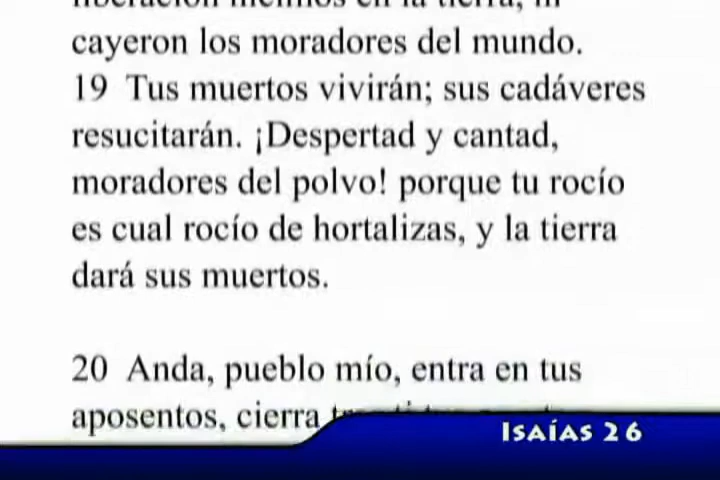 cayeron los moradores del mundo.
19 Tus muertos vivirán; sus cadáveres
resucitarán. ¡Despertad y cantad,
moradores del polvo! porque tu rocío
es cual rocío de hortalizas, y la tierra
dará sus muertos.
20 Anda, pueblo mío, entra en tus
aposentos, cierra
ISAÍAS 26